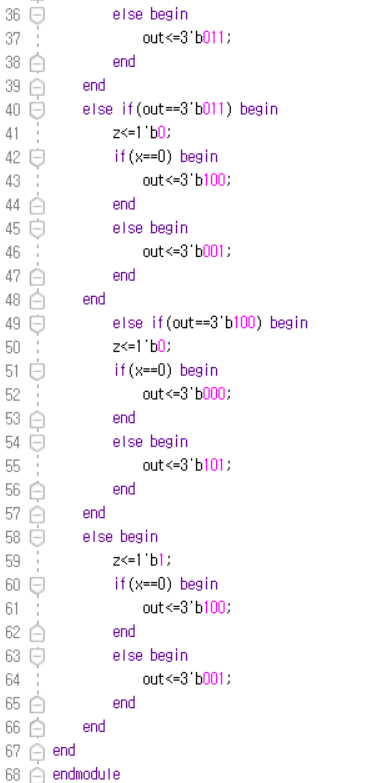 36 else begin
37 out<=3'b011;
38 end
39 end
40 else if(out==3'b011) begin
41 z<=1'b0;
42 if(x==0) begin
43 out<=3'b100;
44 end
45 else begin
46 out<=3'b001;
47 end
48 end
49 else if(out==3'b100) begin
50 z<=1'b0;
51 if(x==0) begin
52 out<=3'b000;
53 end
54 else begin
55 out<=3'b101;
56 end
57 end
58 else begin
59 z<=1'b1;
60 if(x==0) begin
61 out<=3'b100;
62 end
63 else begin
64 out<=3'b001;
65 end
66 end
67 end
68 endmodule